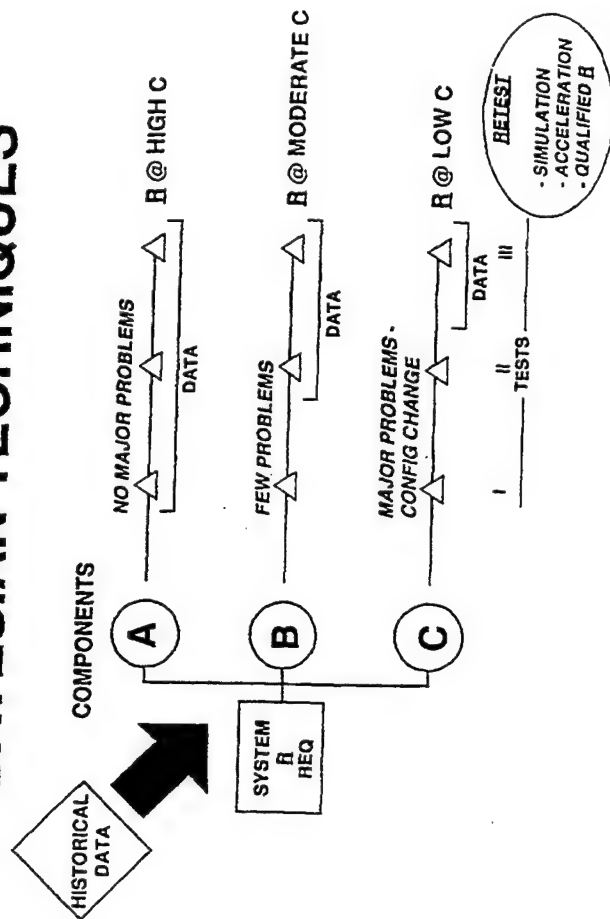 TECHNIQUES
HISTORICAL
DATA
COMPONENTS
SYSTEM
R
REQ
A
NO MAJOR PROBLEMS
DATA
R @ HIGH C
B
FEW PROBLEMS
DATA
R @ MODERATE C
C
MAJOR PROBLEMS -
CONFIG CHANGE
DATA
R @ LOW C
I II III
TESTS
RETEST
- SIMULATION
- ACCELERATION
- QUALIFIED R